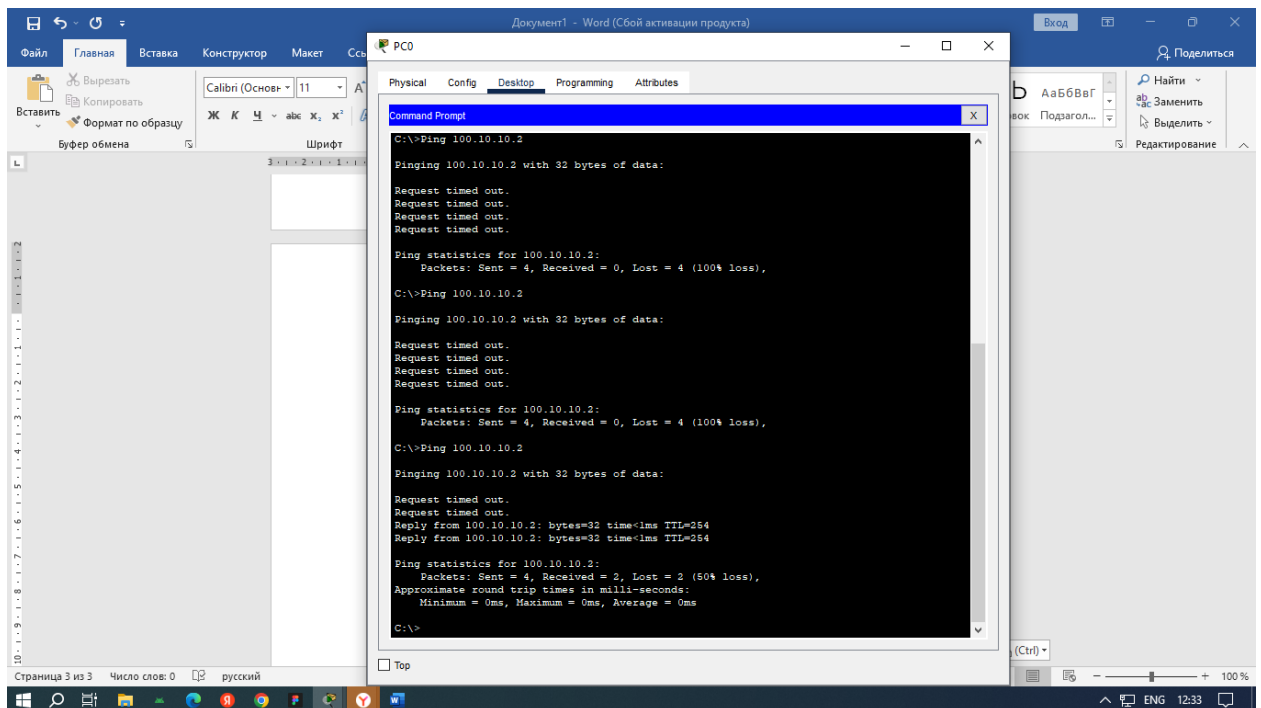 Документ1 - Word (Сбой активации продукта)
Вход
Файл Главная Вставка Конструктор Макет
Поделиться
Вырезать
Копировать
Вставить
Формат по образцу
Буфер обмена
Calibri (Основн 11
Ж К Ч abc x₂ x²
Шрифт
АаБбВвГ
Подзагол...
Найти
Заменить
Выделить
Редактирование
3 2 1 1
PC0
Physical Config Desktop Programming Attributes
Command Prompt X
C:\>Ping 100.10.10.2
Pinging 100.10.10.2 with 32 bytes of data:
Request timed out.
Request timed out.
Request timed out.
Request timed out.
Ping statistics for 100.10.10.2:
Packets: Sent = 4, Received = 0, Lost = 4 (100% loss),
C:\>Ping 100.10.10.2
Pinging 100.10.10.2 with 32 bytes of data:
Request timed out.
Request timed out.
Request timed out.
Request timed out.
Ping statistics for 100.10.10.2:
Packets: Sent = 4, Received = 0, Lost = 4 (100% loss),
C:\>Ping 100.10.10.2
Pinging 100.10.10.2 with 32 bytes of data:
Request timed out.
Request timed out.
Reply from 100.10.10.2: bytes=32 time<1ms TTL=254
Reply from 100.10.10.2: bytes=32 time<1ms TTL=254
Ping statistics for 100.10.10.2:
Packets: Sent = 4, Received = 2, Lost = 2 (50% loss),
Approximate round trip times in milli-seconds:
Minimum = 0ms, Maximum = 0ms, Average = 0ms
C:\>
Top
(Ctrl)
Страница 3 из 3 Число слов: 0 русский
100 %
ENG 12:33